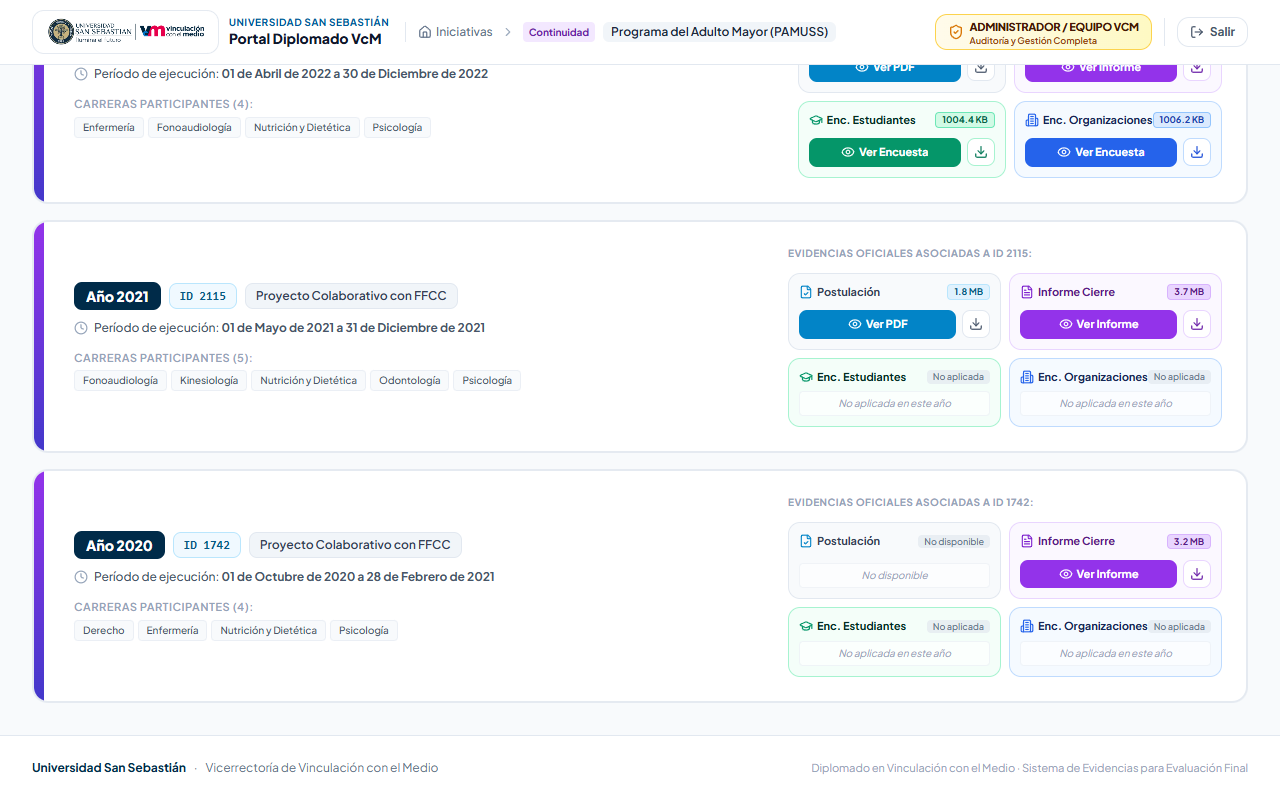 UNIVERSIDAD
SAN SEBASTIAN
Ilumina el futuro
vm vinculación
con el medio
UNIVERSIDAD SAN SEBASTIÁN
Portal Diplomado VcM
Iniciativas
Continuidad
Programa del Adulto Mayor (PAMUSS)
ADMINISTRADOR / EQUIPO VCM
Auditoría y Gestión Completa
Salir
Período de ejecución: 01 de Abril de 2022 a 30 de Diciembre de 2022
CARRERAS PARTICIPANTES (4):
Enfermería
Fonoaudiología
Nutrición y Dietética
Psicología
Ver PDF
Ver Informe
Enc. Estudiantes
1004.4 KB
Ver Encuesta
Enc. Organizaciones
1006.2 KB
Ver Encuesta
Año 2021
ID 2115
Proyecto Colaborativo con FFCC
Período de ejecución: 01 de Mayo de 2021 a 31 de Diciembre de 2021
CARRERAS PARTICIPANTES (5):
Fonoaudiología
Kinesiología
Nutrición y Dietética
Odontología
Psicología
EVIDENCIAS OFICIALES ASOCIADAS A ID 2115:
Postulación
1.8 MB
Ver PDF
Informe Cierre
3.7 MB
Ver Informe
Enc. Estudiantes
No aplicada
No aplicada en este año
Enc. Organizaciones
No aplicada
No aplicada en este año
Año 2020
ID 1742
Proyecto Colaborativo con FFCC
Período de ejecución: 01 de Octubre de 2020 a 28 de Febrero de 2021
CARRERAS PARTICIPANTES (4):
Derecho
Enfermería
Nutrición y Dietética
Psicología
EVIDENCIAS OFICIALES ASOCIADAS A ID 1742:
Postulación
No disponible
No disponible
Informe Cierre
3.2 MB
Ver Informe
Enc. Estudiantes
No aplicada
No aplicada en este año
Enc. Organizaciones
No aplicada
No aplicada en este año
Universidad San Sebastián · Vicerrectoría de Vinculación con el Medio
Diplomado en Vinculación con el Medio · Sistema de Evidencias para Evaluación Final